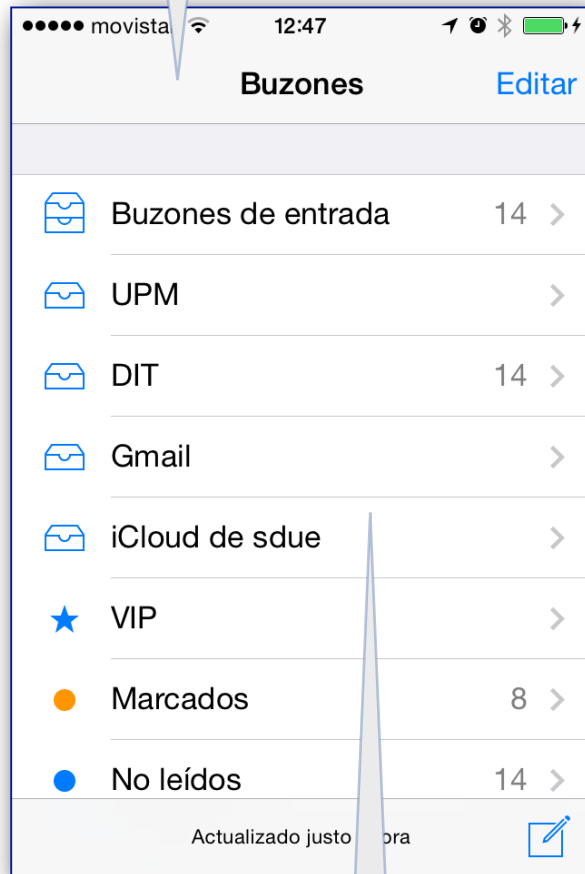 movista 12:47
Buzones Editar
Buzones de entrada 14
UPM
DIT 14
Gmail
iCloud de sdue
VIP
Marcados 8
No leídos 14
Actualizado justo ora